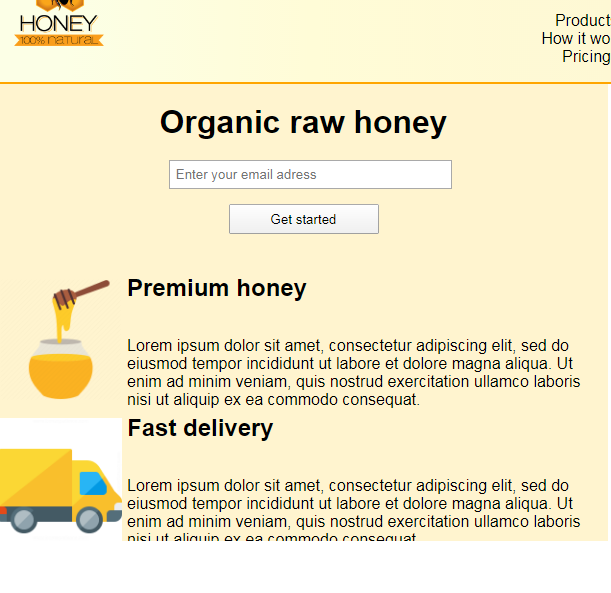 HONEY
100% NATURAL
Product
How it wo
Pricing
Organic raw honey
Enter your email adress
Get started
Premium honey
Lorem ipsum dolor sit amet, consectetur adipiscing elit, sed do
eiusmod tempor incididunt ut labore et dolore magna aliqua. Ut
enim ad minim veniam, quis nostrud exercitation ullamco laboris
nisi ut aliquip ex ea commodo consequat.
Fast delivery
Lorem ipsum dolor sit amet, consectetur adipiscing elit, sed do
eiusmod tempor incididunt ut labore et dolore magna aliqua. Ut
enim ad minim veniam, quis nostrud exercitation ullamco laboris
nisi ut aliquip ex ea commodo consequat.